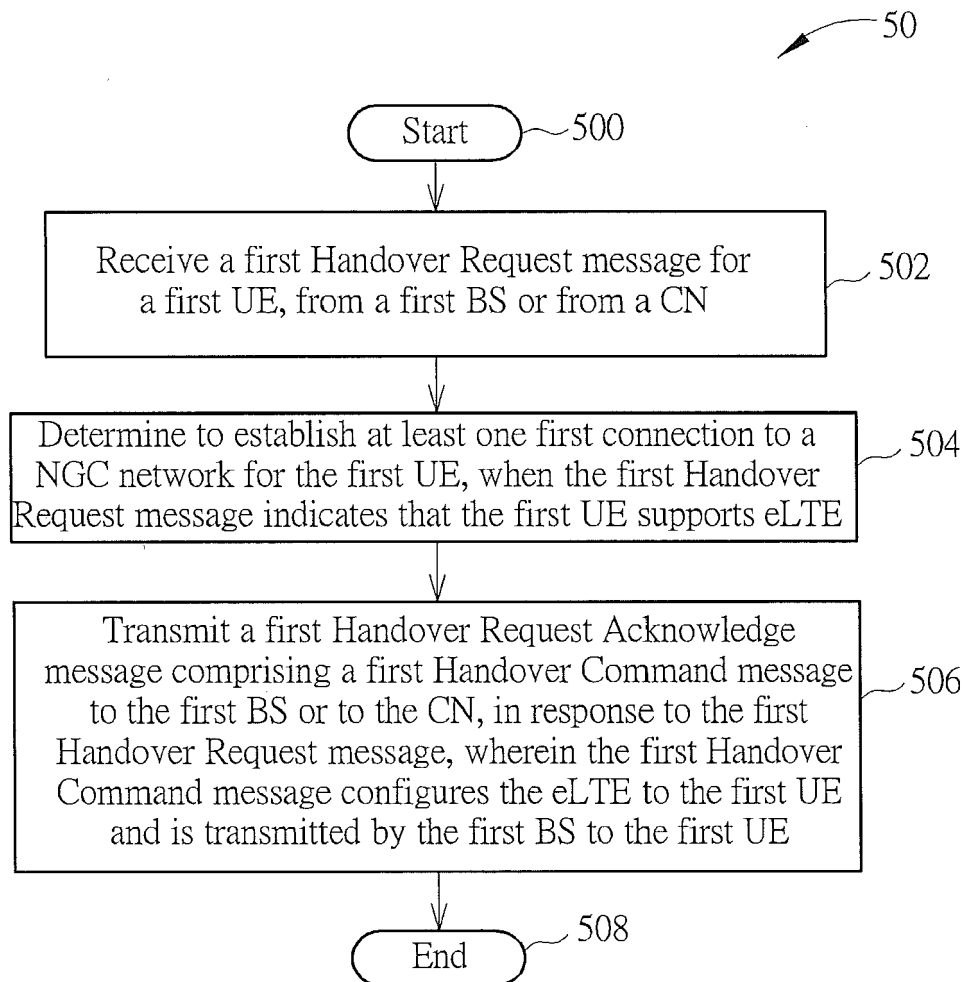 50
Start
500
Receive a first Handover Request message for
a first UE, from a first BS or from a CN
502
Determine to establish at least one first connection to a
NGC network for the first UE, when the first Handover
Request message indicates that the first UE supports eLTE
504
Transmit a first Handover Request Acknowledge
message comprising a first Handover Command message
to the first BS or to the CN, in response to the first
Handover Request message, wherein the first Handover
Command message configures the eLTE to the first UE
and is transmitted by the first BS to the first UE
506
End
508